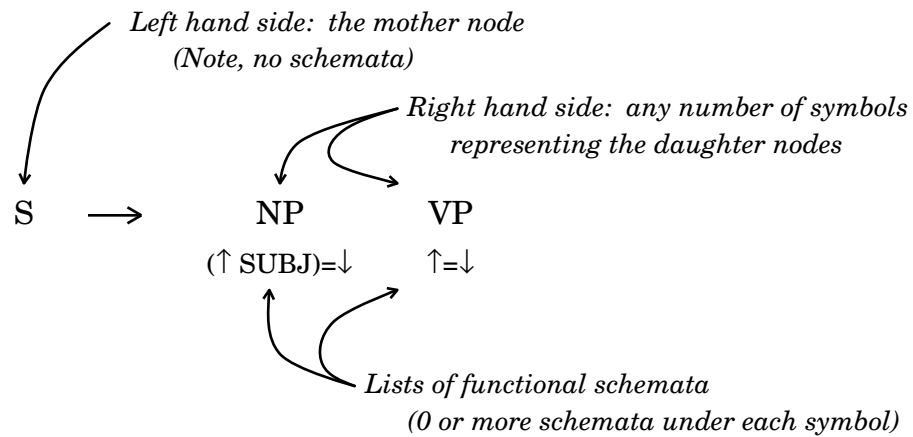 Left hand side: the mother node
(Note, no schemata)
Right hand side: any number of symbols
representing the daughter nodes
S → NP VP
(↑ SUBJ)=↓ ↑=↓
Lists of functional schemata
(0 or more schemata under each symbol)